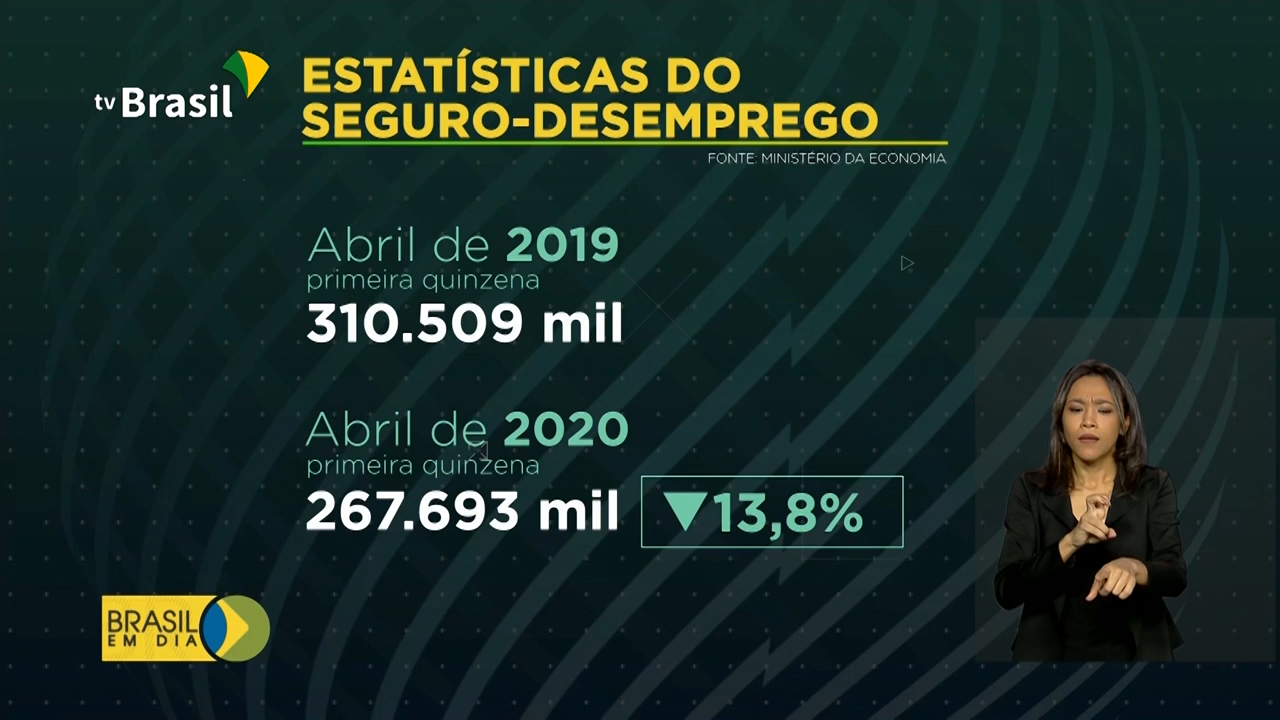 tv Brasil
ESTATÍSTICAS DO
SEGURO-DESEMPREGO
FONTE: MINISTÉRIO DA ECONOMIA
Abril de 2019
primeira quinzena
310.509 mil
Abril de 2020
primeira quinzena
267.693 mil ▼13,8%
BRASIL
EM DIA